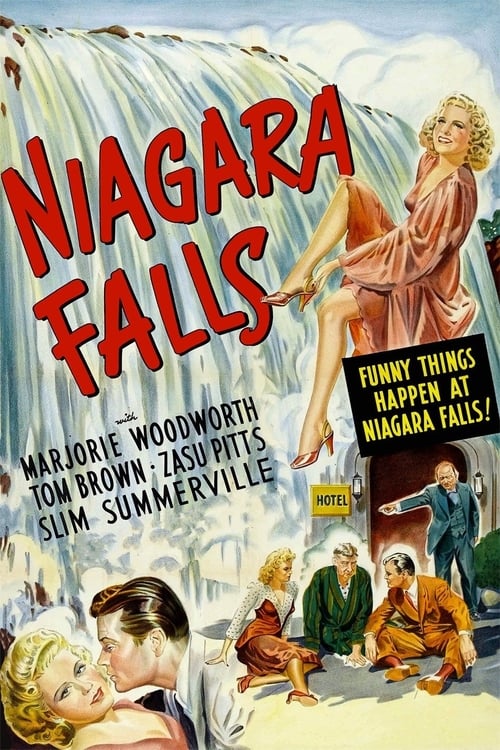 NIAGARA
FALLS
with
MARJORIE WOODWORTH
TOM BROWN · ZASU PITTS
SLIM SUMMERVILLE
FUNNY THINGS
HAPPEN AT
NIAGARA FALLS!
HOTEL